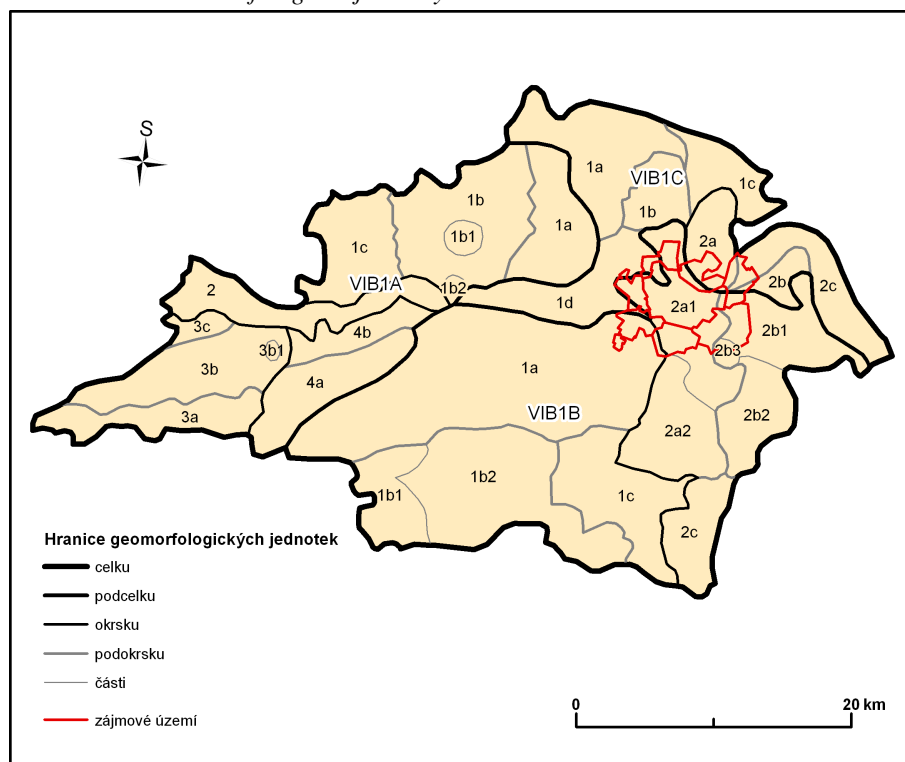 S
1a
VIB1C
1c
1b
1b
1a
1b1
2a
1c
2
VIB1A
1b2
2b
2c
1d
2a1
3c
4b
2b1
3b1
2b3
3b
1a
4a
3a
VIB1B
2b2
2a2
1b2
1b1
1c
2c
Hranice geomorfologických jednotek
celku
podcelku
okrsku
podokrsku
části
zájmové území
0
20 km